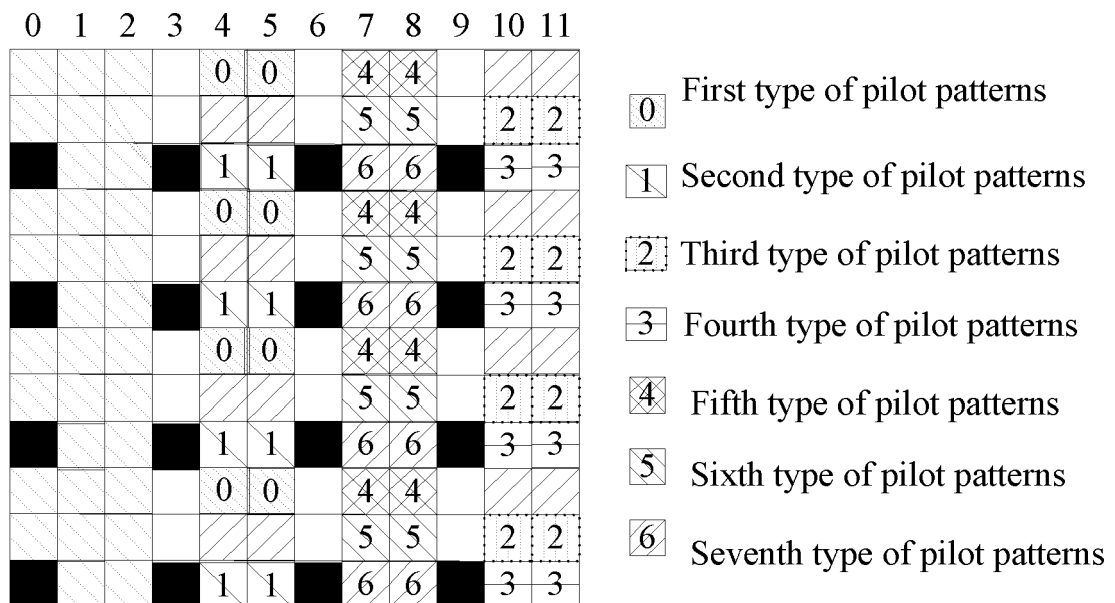 0 1 2 3 4 5 6 7 8 9 10 11
0 0 4 4
5 5 2 2
1 1 6 6 3 3
0 0 4 4
5 5 2 2
1 1 6 6 3 3
0 0 4 4
5 5 2 2
1 1 6 6 3 3
0 0 4 4
5 5 2 2
1 1 6 6 3 3
0 First type of pilot patterns
1 Second type of pilot patterns
2 Third type of pilot patterns
3 Fourth type of pilot patterns
4 Fifth type of pilot patterns
5 Sixth type of pilot patterns
6 Seventh type of pilot patterns